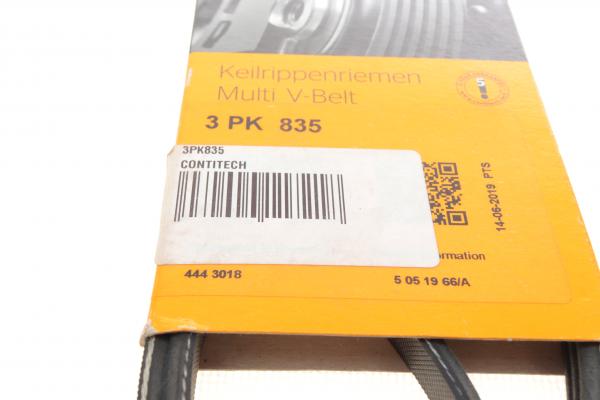 Keilrippenriemen
Multi V-Belt
3 PK 835
3PK835
CONTITECH
14-06-2019 PTS
ormation
444 3018
5 05 19 66/A